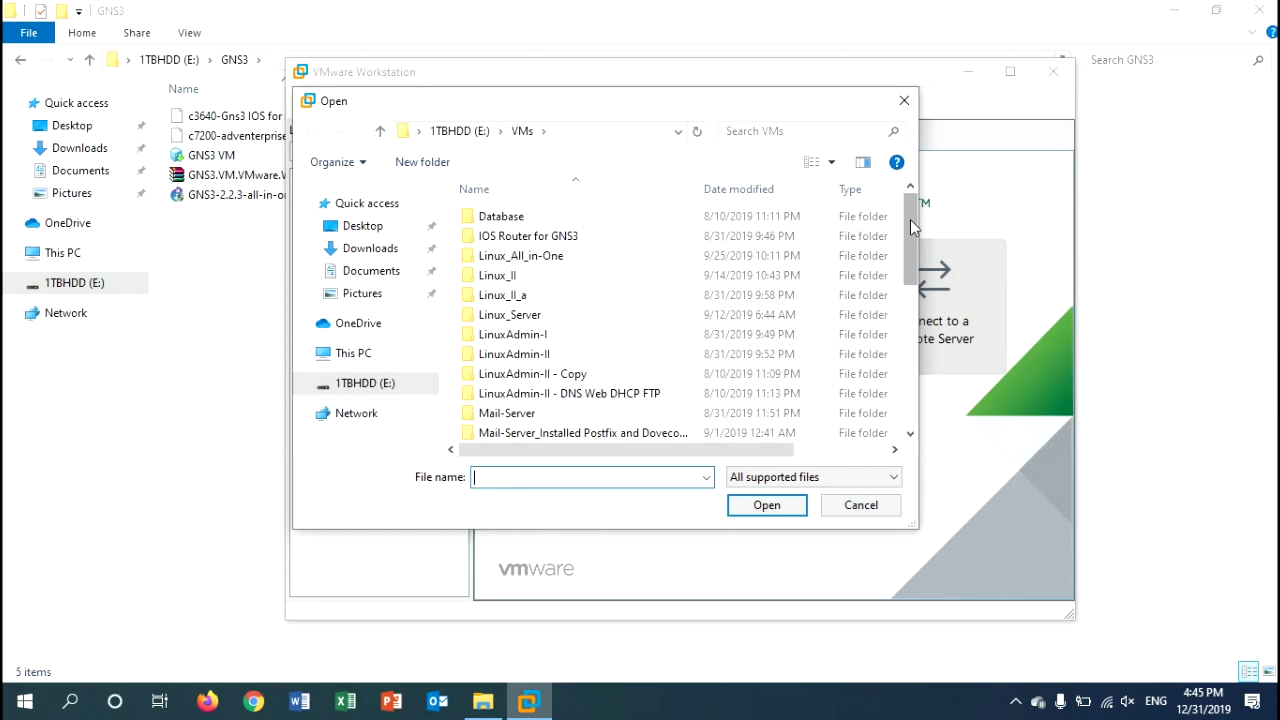 GNS3
File
Home
Share
View
1TBHDD (E:)
GNS3
Search GNS3
Name
Quick access
Desktop
Downloads
Documents
Pictures
OneDrive
This PC
1TBHDD (E:)
Network
c3640-Gns3 IOS for
c7200-adventerprise
GNS3 VM
GNS3.VM.VMware.W
GNS3-2.2.3-all-in-o
VMware Workstation
TM
nect to a
ote Server
vmware
Open
1TBHDD (E:)
VMs
Search VMs
Organize
New folder
Quick access
Desktop
Downloads
Documents
Pictures
OneDrive
This PC
1TBHDD (E:)
Network
Name Date modified Type
Database 8/10/2019 11:11 PM File folder
IOS Router for GNS3 8/31/2019 9:46 PM File folder
Linux_All_in-One 9/25/2019 10:11 PM File folder
Linux_II 9/14/2019 10:43 PM File folder
Linux_II_a 8/31/2019 9:58 PM File folder
Linux_Server 9/12/2019 6:44 AM File folder
LinuxAdmin-I 8/31/2019 9:49 PM File folder
LinuxAdmin-II 8/31/2019 9:52 PM File folder
LinuxAdmin-II - Copy 8/10/2019 11:09 PM File folder
LinuxAdmin-II - DNS Web DHCP FTP 8/10/2019 11:13 PM File folder
Mail-Server 8/31/2019 11:51 PM File folder
Mail-Server_Installed Postfix and Doveco... 9/1/2019 12:41 AM File folder
File name:
All supported files
Open
Cancel
5 items
ENG
4:45 PM
12/31/2019